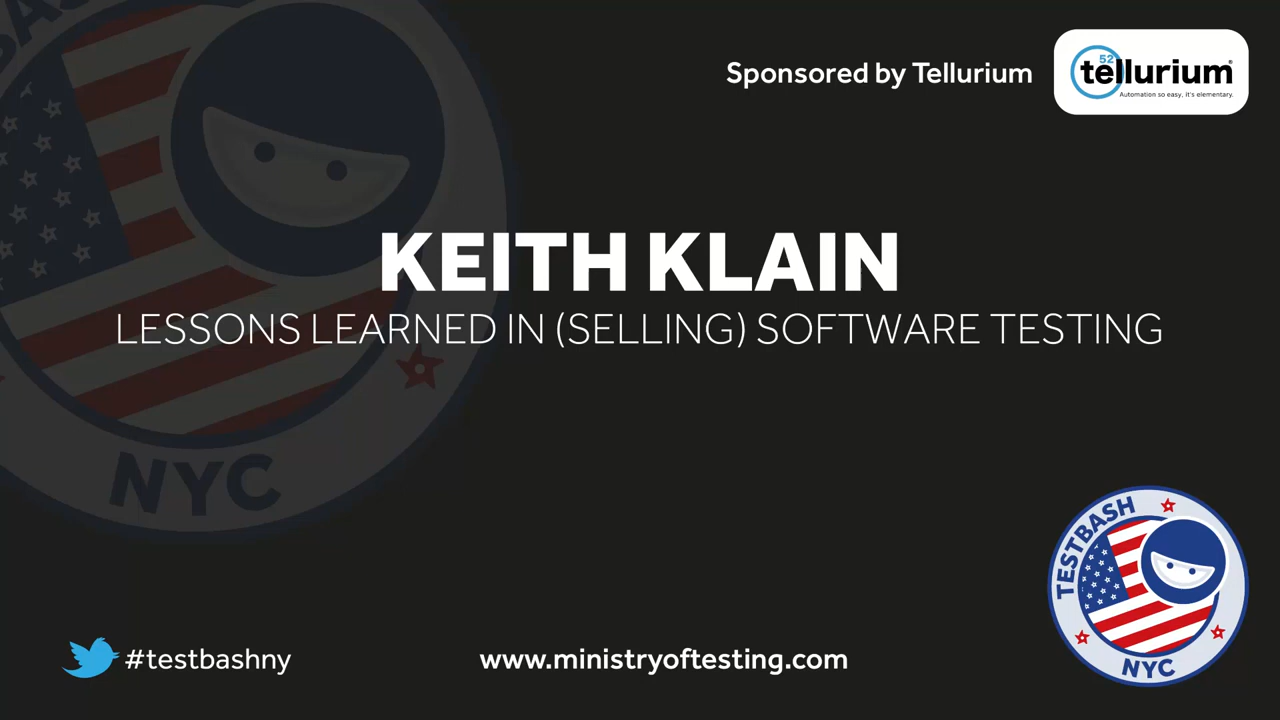 Sponsored by Tellurium
52
tellurium®
Automation so easy, it's elementary.
KEITH KLAIN
LESSONS LEARNED IN (SELLING) SOFTWARE TESTING
NYC
TESTBASH
NYC
#testbashny
www.ministryoftesting.com